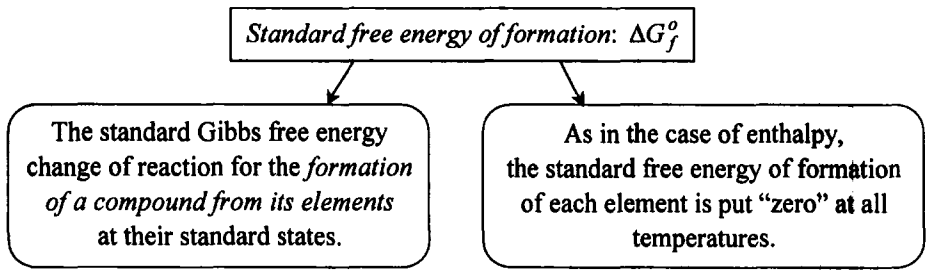 Standard free energy of formation: ΔG°f
The standard Gibbs free energy
change of reaction for the formation
of a compound from its elements
at their standard states.
As in the case of enthalpy,
the standard free energy of formation
of each element is put “zero” at all
temperatures.